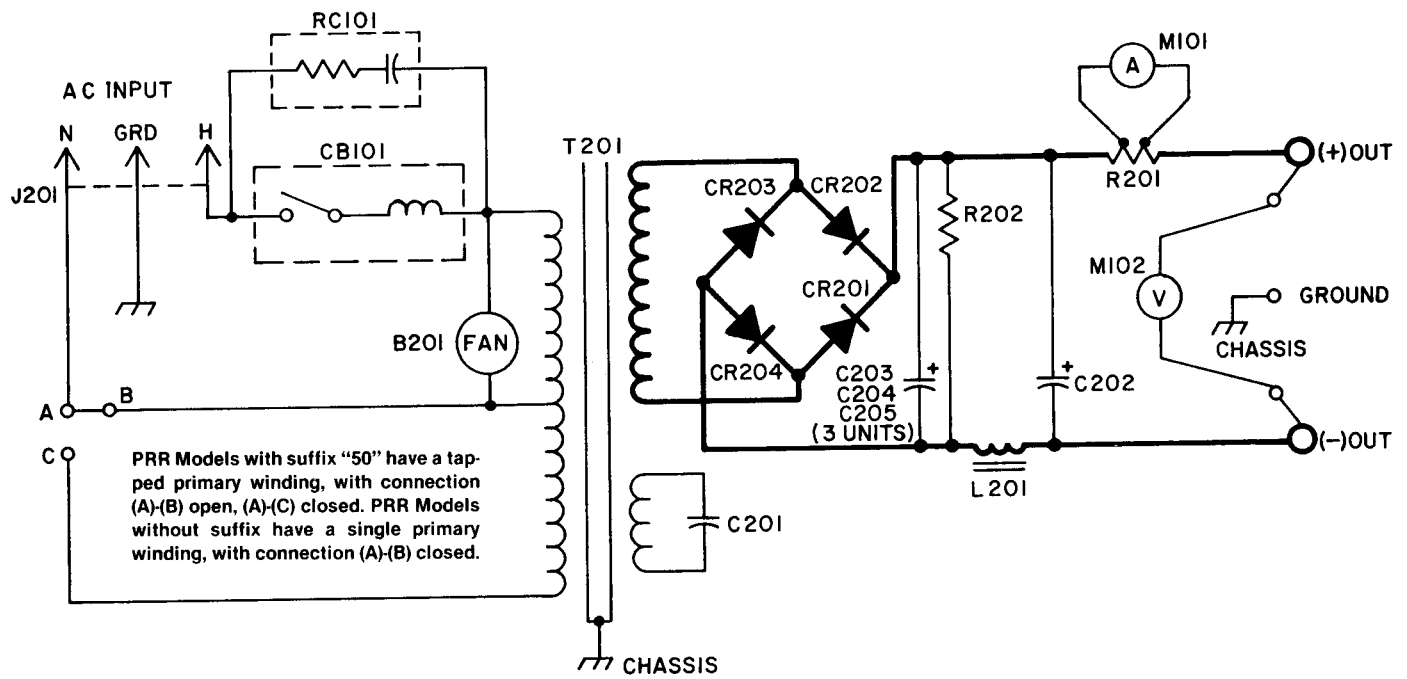 RC101
M101
A
AC INPUT
N
GRD
H
T201
CB101
(+)OUT
J201
CR203
CR202
R201
R202
M102
CR201
V
GROUND
B201
FAN
CHASSIS
CR204
C203
C204
C205
(3 UNITS)
C202
A
B
(–)OUT
C
PRR Models with suffix "50" have a tap-
ped primary winding, with connection
(A)-(B) open, (A)-(C) closed. PRR Models
without suffix have a single primary
winding, with connection (A)-(B) closed.
L201
C201
CHASSIS